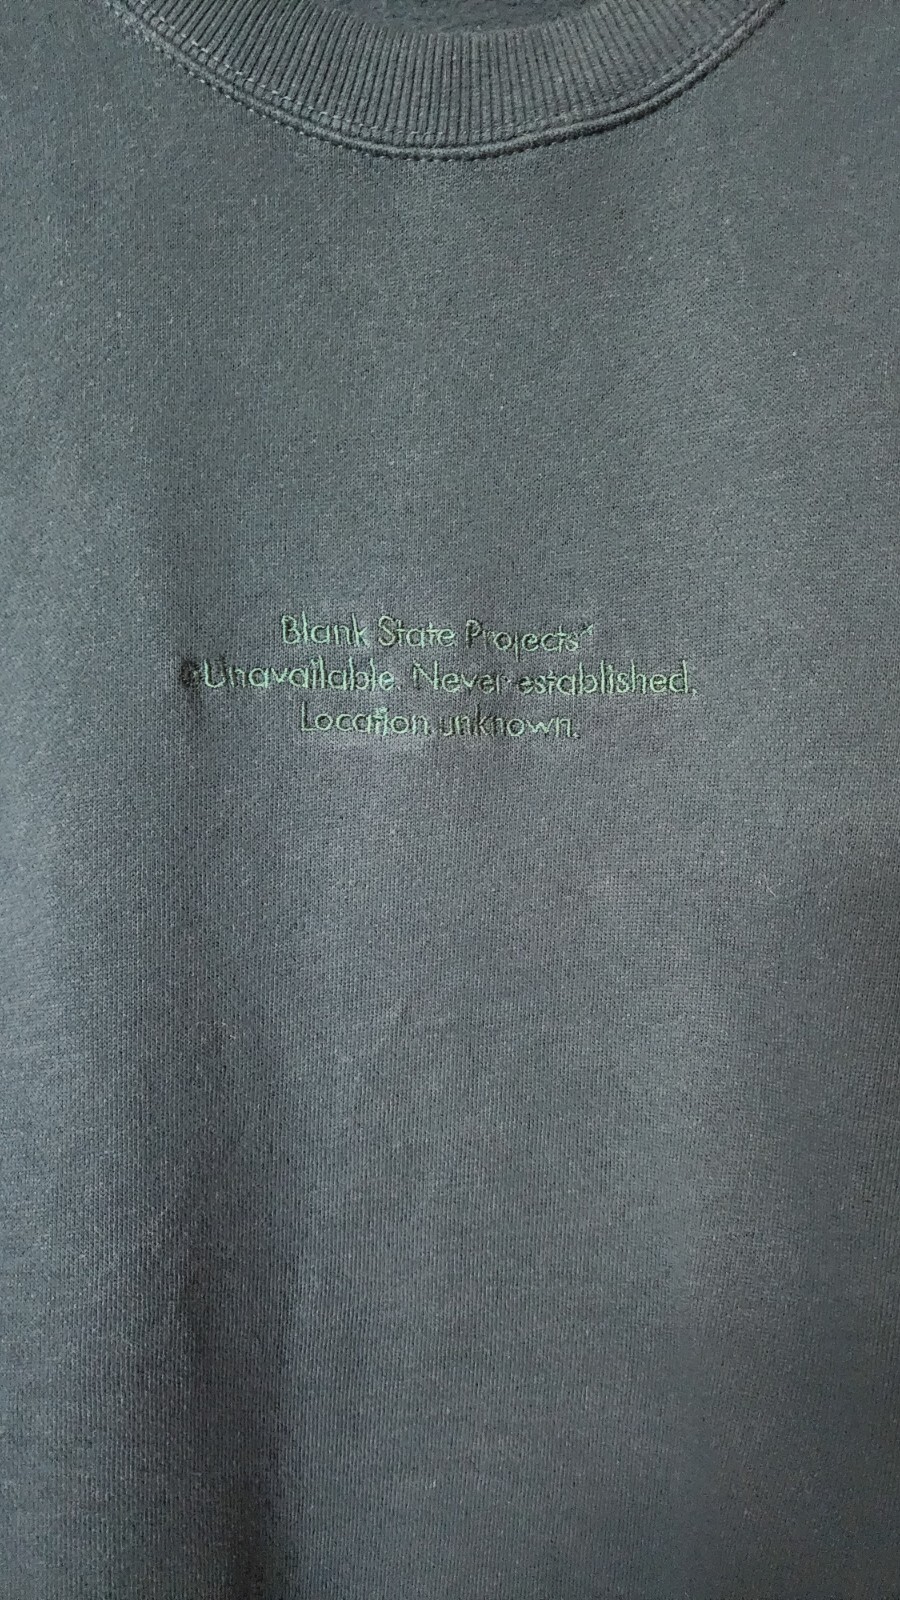 Blank State Projects*
©Unavailable. Never established.
Location unknown.